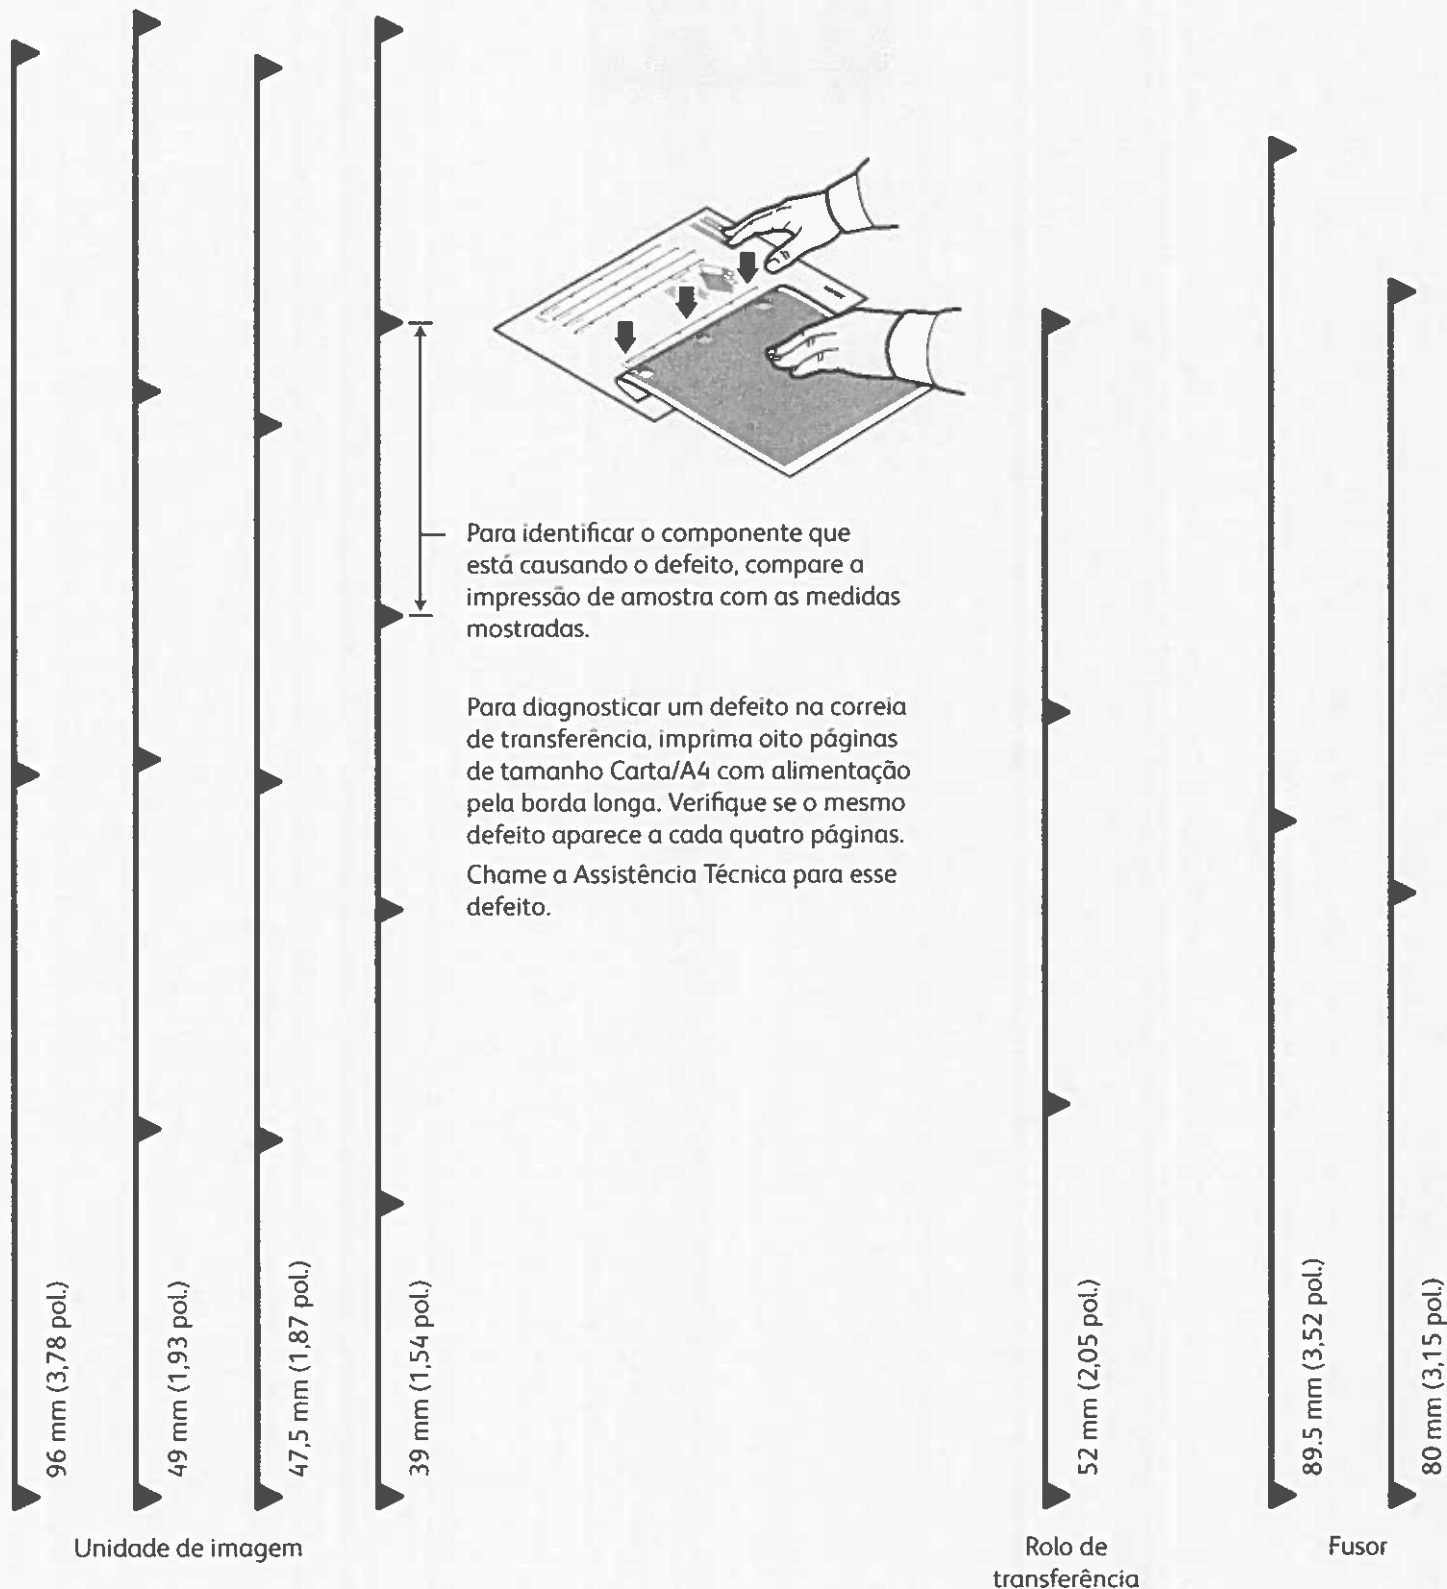 Para identificar o componente que
está causando o defeito, compare a
impressão de amostra com as medidas
mostradas.
Para diagnosticar um defeito na correia
de transferência, imprima oito páginas
de tamanho Carta/A4 com alimentação
pela borda longa. Verifique se o mesmo
defeito aparece a cada quatro páginas.
Chame a Assistência Técnica para esse
defeito.
96 mm (3,78 pol.)
49 mm (1,93 pol.)
47,5 mm (1,87 pol.)
39 mm (1,54 pol.)
52 mm (2,05 pol.)
89.5 mm (3,52 pol.)
80 mm (3,15 pol.)
Unidade de imagem
Rolo de
transferência
Fusor